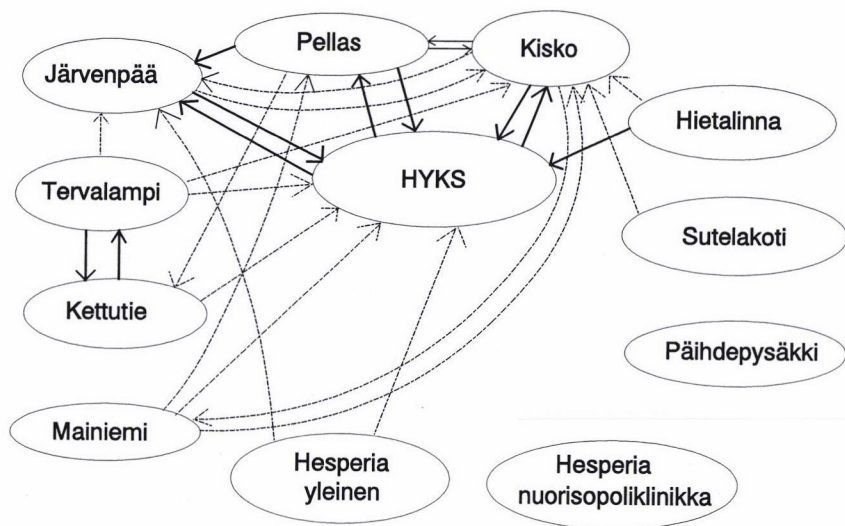 Pellas
Kisko
Järvenpää
Hietalinna
HYKS
Tervalampi
Sutelakoti
Kettutie
Päihdepysäkki
Mainiemi
Hesperia
yleinen
Hesperia
nuorisopoliklinikka